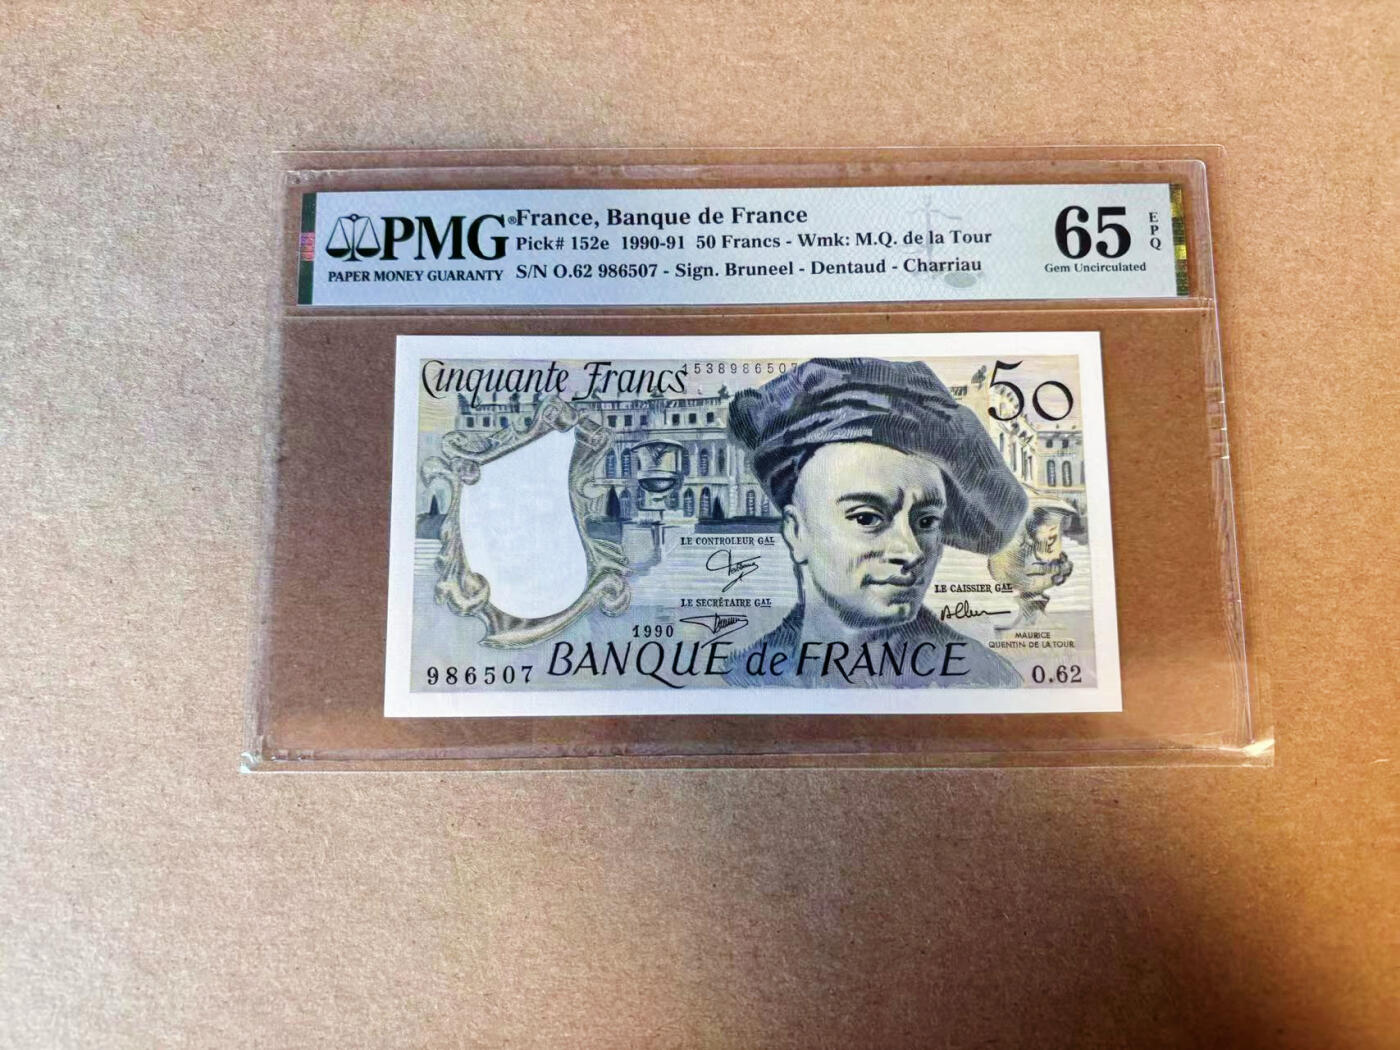 PMG®
PAPER MONEY GUARANTY
France, Banque de France
Pick# 152e 1990-91 50 Francs - Wmk: M.Q. de la Tour
S/N O.62 986507 - Sign. Bruneel - Dentaud - Charriau
65
EPQ
Gem Uncirculated
Cinquante Francs
1538986507
50
LE CONTROLEUR GAL
LE SECRÉTAIRE GAL
LE CAISSIER GAL
MAURICE
QUENTIN DE LA TOUR
1990
986507
BANQUE de FRANCE
O.62